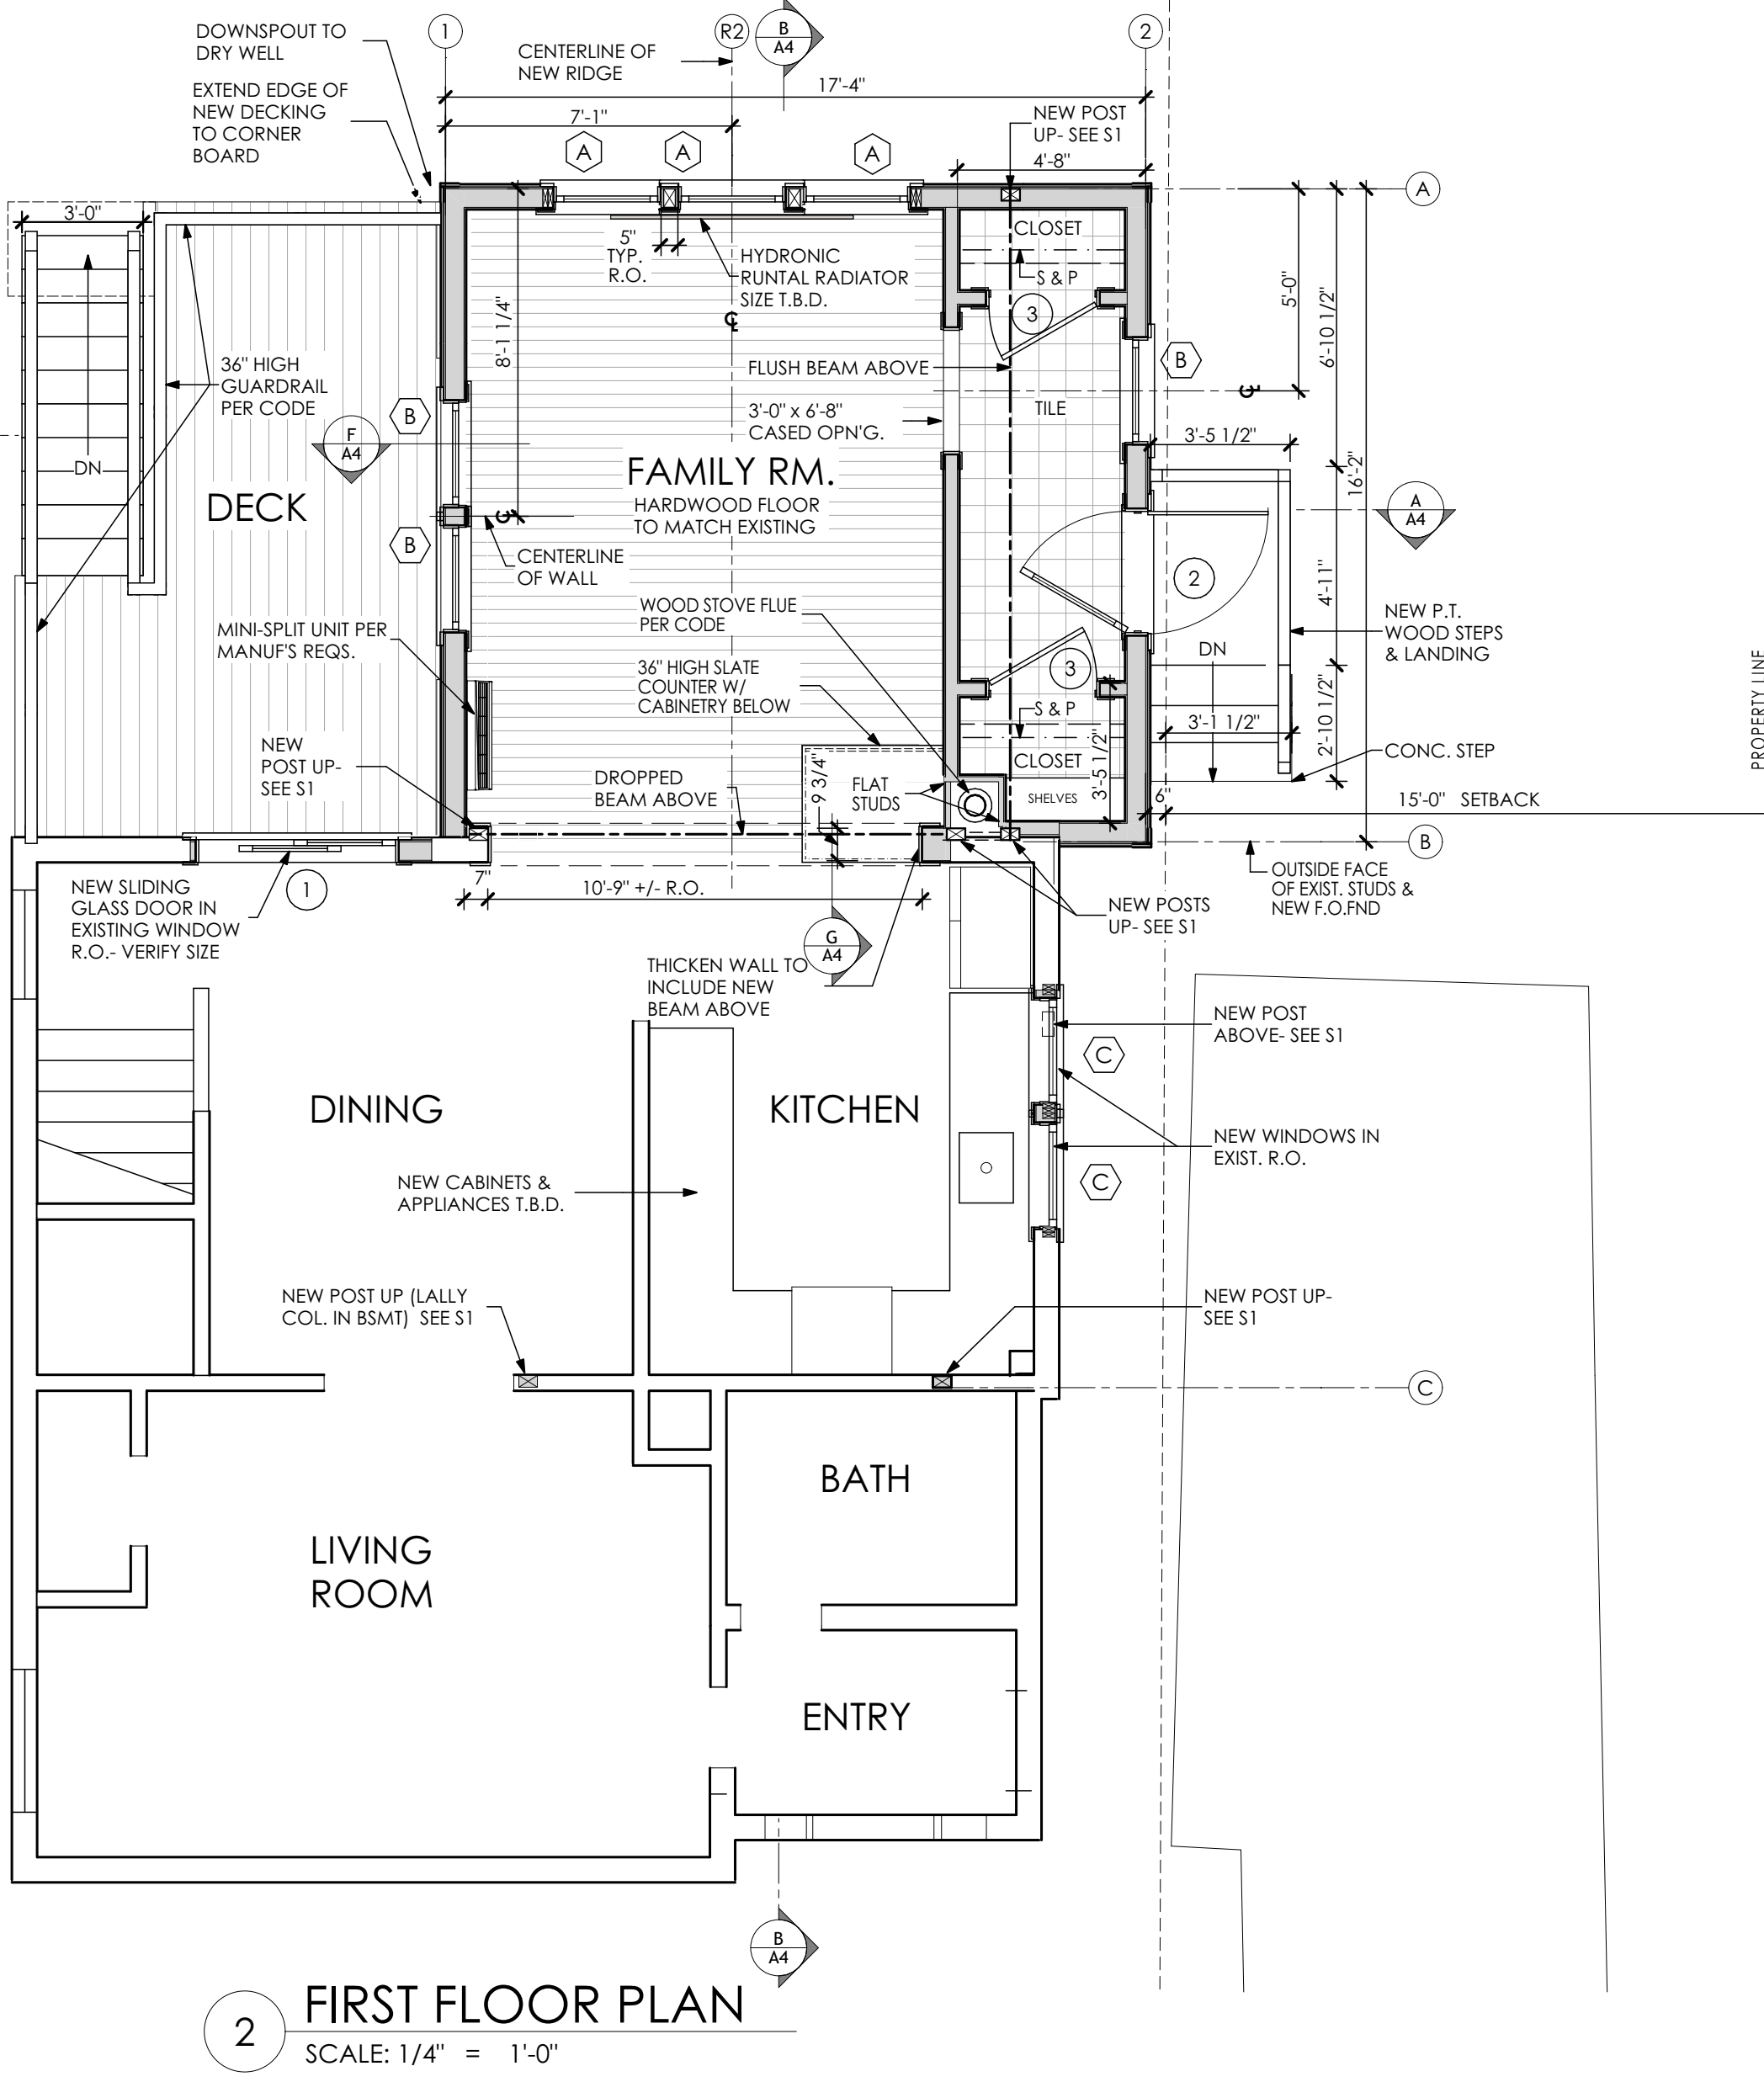 DOWNSPOUT TO
DRY WELL
EXTEND EDGE OF
NEW DECKING
TO CORNER
BOARD
1
CENTERLINE OF
NEW RIDGE
R2
B
A4
2
17'-4"
7'-1"
NEW POST
UP- SEE S1
4'-8"
A
A
A
A
3'-0"
5"
TYP.
R.O.
HYDRONIC
RUNTAL RADIATOR
SIZE T.B.D.
CLOSET
S & P
3
8'-1 1/4"
5'-0"
6'-10 1/2"
16'-2"
36" HIGH
GUARDRAIL
PER CODE
FLUSH BEAM ABOVE
B
B
F
A4
3'-0" x 6'-8"
CASED OPN'G.
TILE
3'-5 1/2"
DN
DECK
FAMILY RM.
HARDWOOD FLOOR
TO MATCH EXISTING
A
A4
B
CENTERLINE
OF WALL
2
4'-11"
WOOD STOVE FLUE
PER CODE
NEW P.T.
WOOD STEPS
& LANDING
MINI-SPLIT UNIT PER
MANUF'S REQS.
36" HIGH SLATE
COUNTER W/
CABINETRY BELOW
3
DN
PROPERTY LINE
S & P
3'-1 1/2"
2'-10 1/2"
NEW
POST UP-
SEE S1
CLOSET
CONC. STEP
DROPPED
BEAM ABOVE
9 3/4"
FLAT
STUDS
SHELVES
3'-5 1/2"
6"
15'-0" SETBACK
B
NEW SLIDING
GLASS DOOR IN
EXISTING WINDOW
R.O.- VERIFY SIZE
1
7"
10'-9" +/- R.O.
OUTSIDE FACE
OF EXIST. STUDS &
NEW F.O.FND
NEW POSTS
UP- SEE S1
G
A4
THICKEN WALL TO
INCLUDE NEW
BEAM ABOVE
NEW POST
ABOVE- SEE S1
C
DINING
KITCHEN
NEW WINDOWS IN
EXIST. R.O.
C
NEW CABINETS &
APPLIANCES T.B.D.
NEW POST UP (LALLY
COL. IN BSMT) SEE S1
NEW POST UP-
SEE S1
C
BATH
LIVING
ROOM
ENTRY
B
A4
2
FIRST FLOOR PLAN
SCALE: 1/4" = 1'-0"